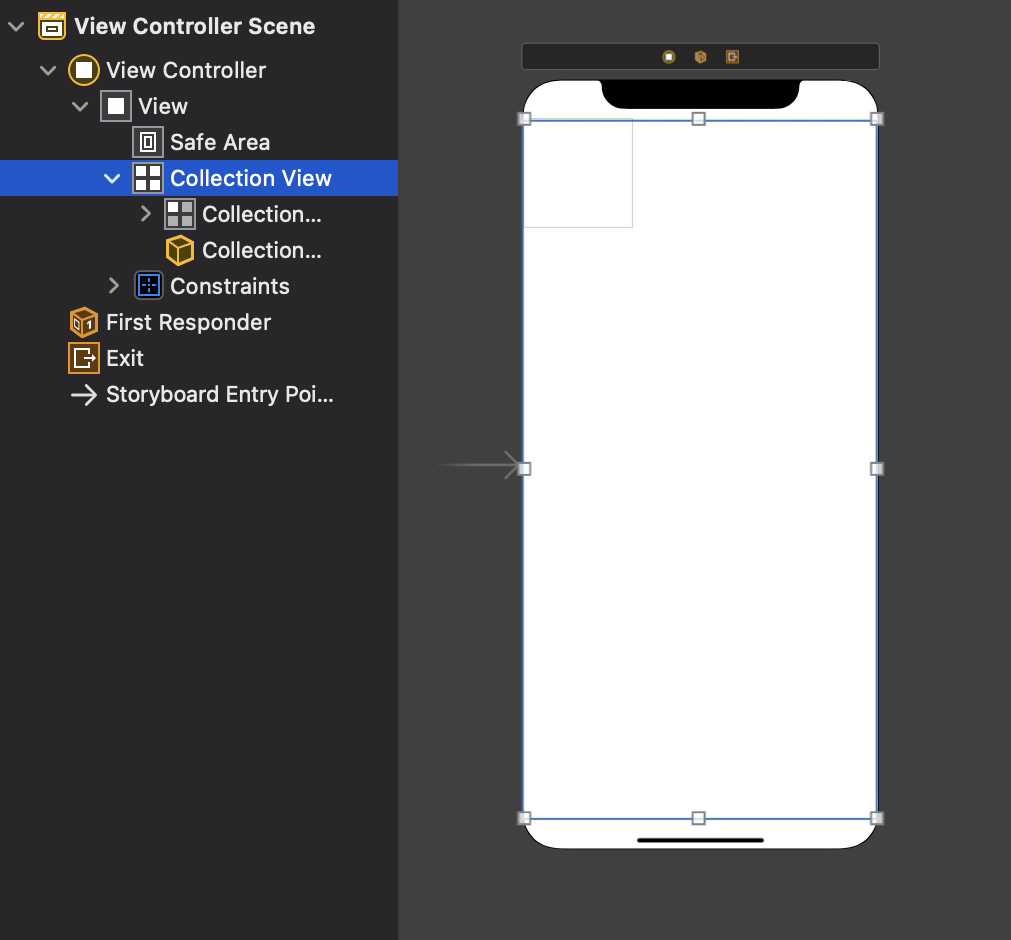 View Controller Scene
View Controller
View
Safe Area
Collection View
Collection...
Collection...
Constraints
First Responder
1
Exit
Storyboard Entry Poi...